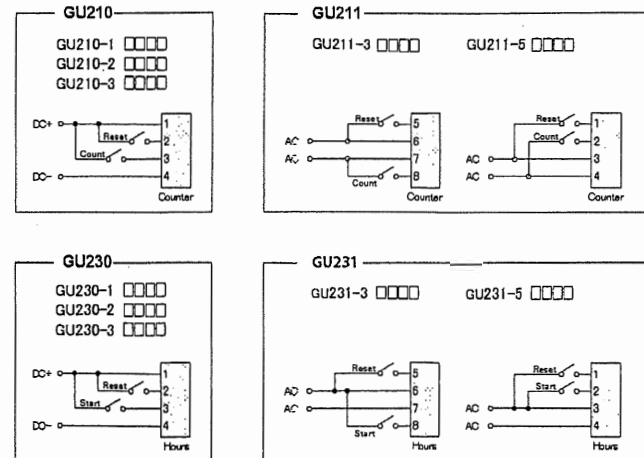 GU210
GU210-1 □□□□
GU210-2 □□□□
GU210-3 □□□□
DC+
Reset
Count
DC-
1
2
3
4
Counter
GU211
GU211-3 □□□□
GU211-5 □□□□
Reset
AC
AC
Count
5
6
7
8
Counter
Reset
Count
AC
AC
1
2
3
4
Counter
GU230
GU230-1 □□□□
GU230-2 □□□□
GU230-3 □□□□
DC+
Reset
Start
DC-
1
2
3
4
Hours
GU231
GU231-3 □□□□
GU231-5 □□□□
Reset
AC
AC
Start
5
6
7
8
Hours
Reset
Start
AC
AC
1
2
3
4
Hours